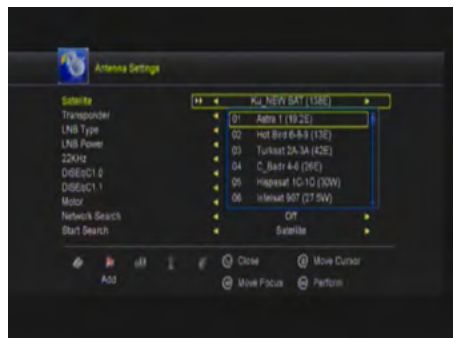 Antenna Settings
Satellite
Ku_NEW SAT (138E)
Transponder
LNB Type
LNB Power
22KHz
DiSEqC1.0
DiSEqC1.1
Motor
Network Search
Start Search
01 Astra 1 (19.2E)
02 Hot Bird 6-8-9 (13E)
03 Turksat 2A-3A (42E)
04 C_Badr 4-6 (26E)
05 Hispasat 1C-1D (30W)
06 Intelsat 907 (27.5W)
Off
Satellite
Add
Close
Move Cursor
Move Focus
Perform